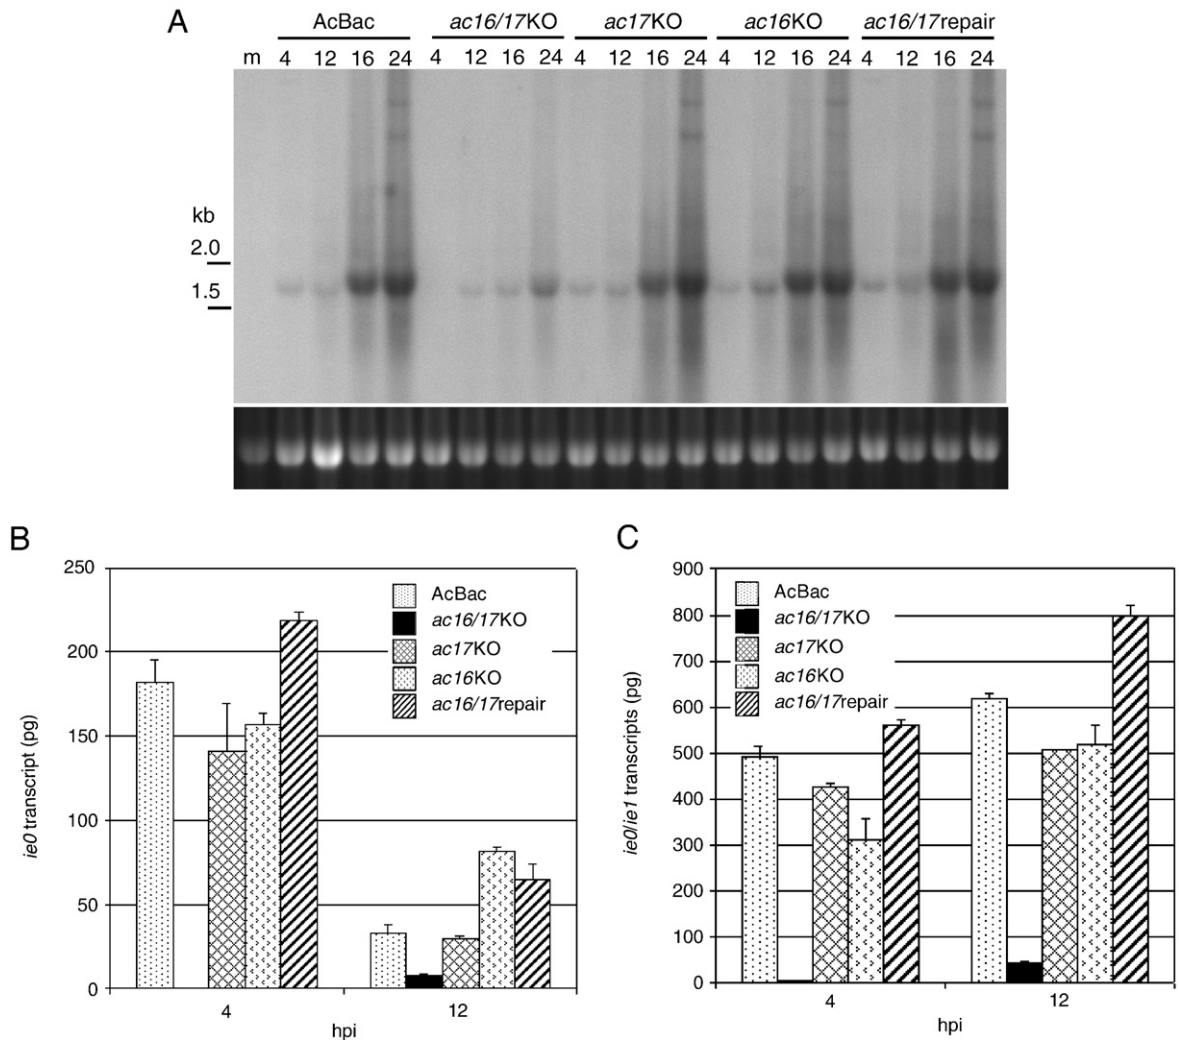 A
AcBac ac16/17KO ac17KO ac16KO ac16/17repair
m 4 12 16 24 4 12 16 24 4 12 16 24 4 12 16 24 4 12 16 24
kb
2.0
1.5
B
250
200
150
100
50
0
ie0 transcript (pg)
AcBac
ac16/17KO
ac17KO
ac16KO
ac16/17repair
4 12
hpi
C
900
800
700
600
500
400
300
200
100
0
ie0/ie1 transcripts (pg)
AcBac
ac16/17KO
ac17KO
ac16KO
ac16/17repair
4 12
hpi